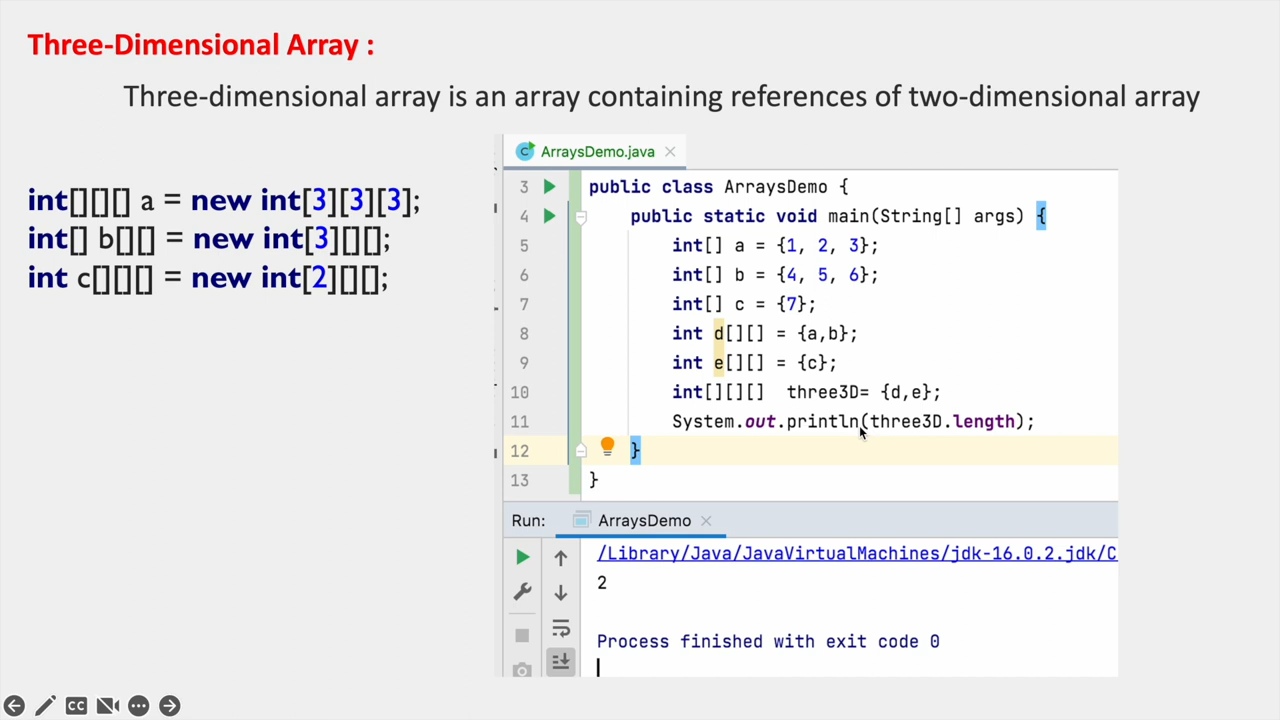 Three-Dimensional Array :
Three-dimensional array is an array containing references of two-dimensional array
int[][][] a = new int[3][3][3];
int[] b[][] = new int[3][][];
int c[][][] = new int[2][][];
ArraysDemo.java
3 public class ArraysDemo {
4 public static void main(String[] args) {
5 int[] a = {1, 2, 3};
6 int[] b = {4, 5, 6};
7 int[] c = {7};
8 int d[][] = {a,b};
9 int e[][] = {c};
10 int[][][]  three3D= {d,e};
11 System.out.println(three3D.length);
12 }
13 }
Run: ArraysDemo
/Library/Java/JavaVirtualMachines/jdk-16.0.2.jdk/C
2
Process finished with exit code 0
CC